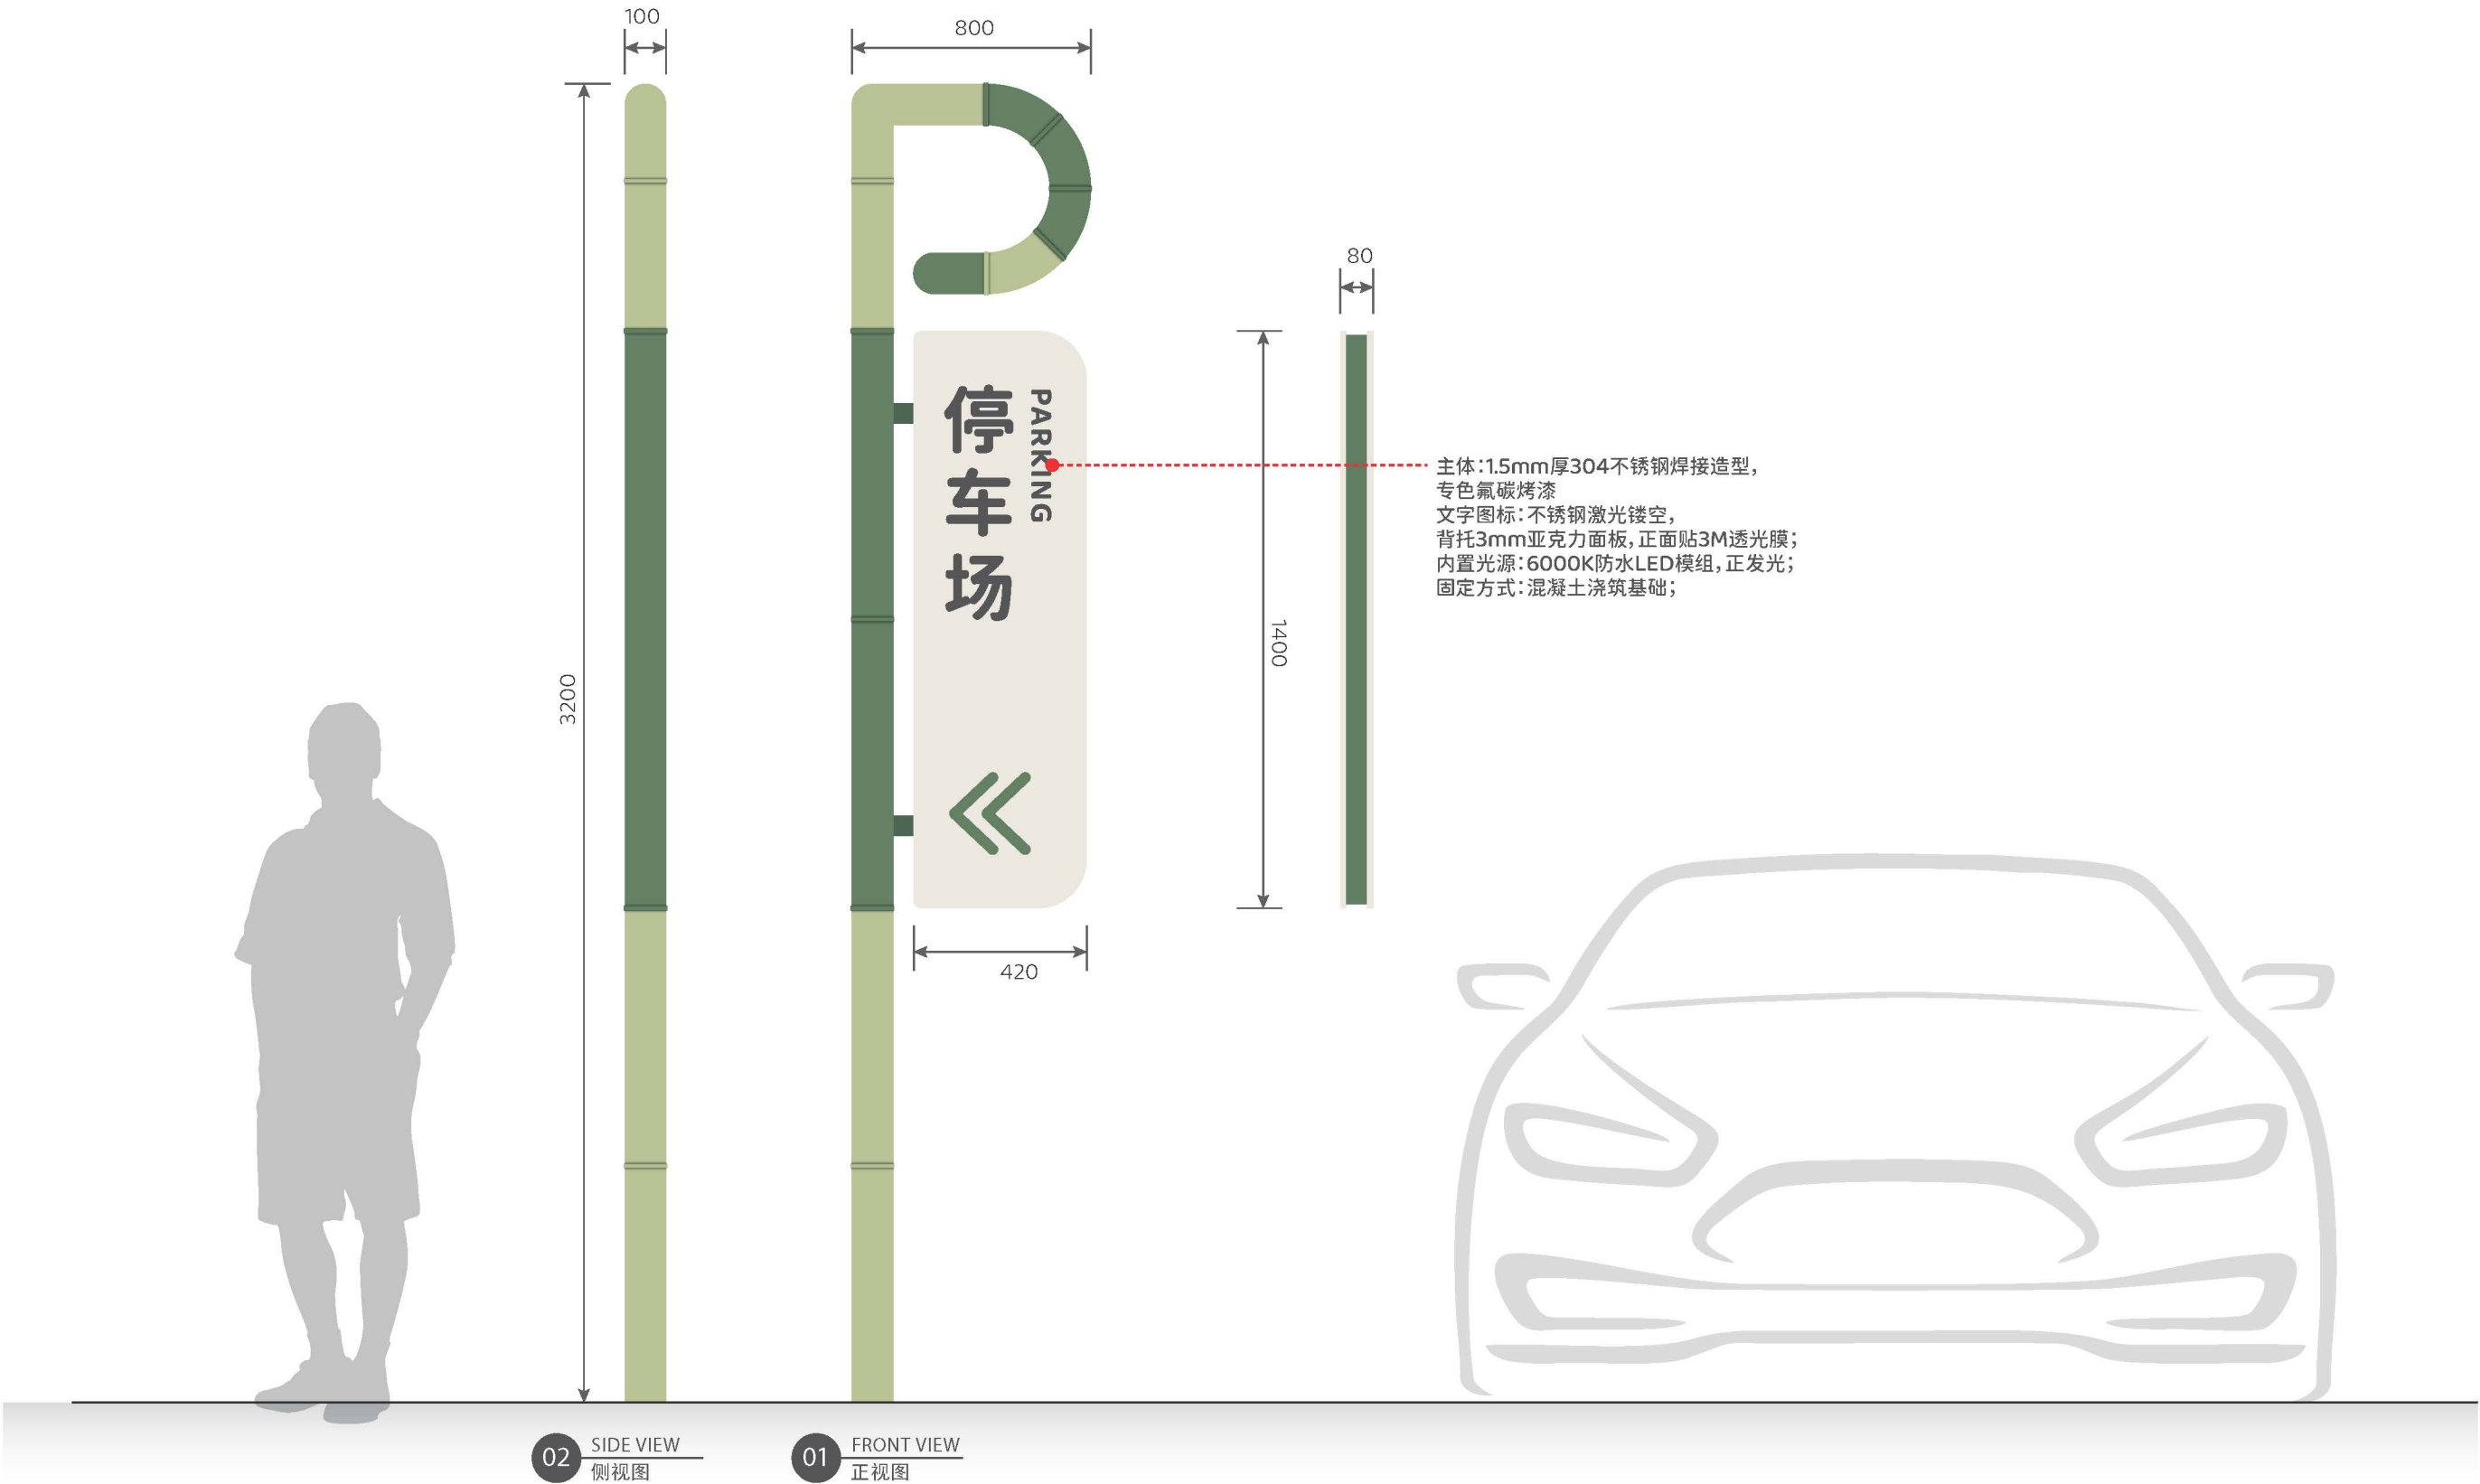 100
800
80
3200
停车场
PARKING
1400
420
主体：1.5mm厚304不锈钢焊接造型，
专色氟碳烤漆
文字图标：不锈钢激光镂空，
背托3mm亚克力面板，正面贴3M透光膜；
内置光源：6000K防水LED模组，正发光；
固定方式：混凝土浇筑基础；
02
SIDE VIEW
侧视图
01
FRONT VIEW
正视图